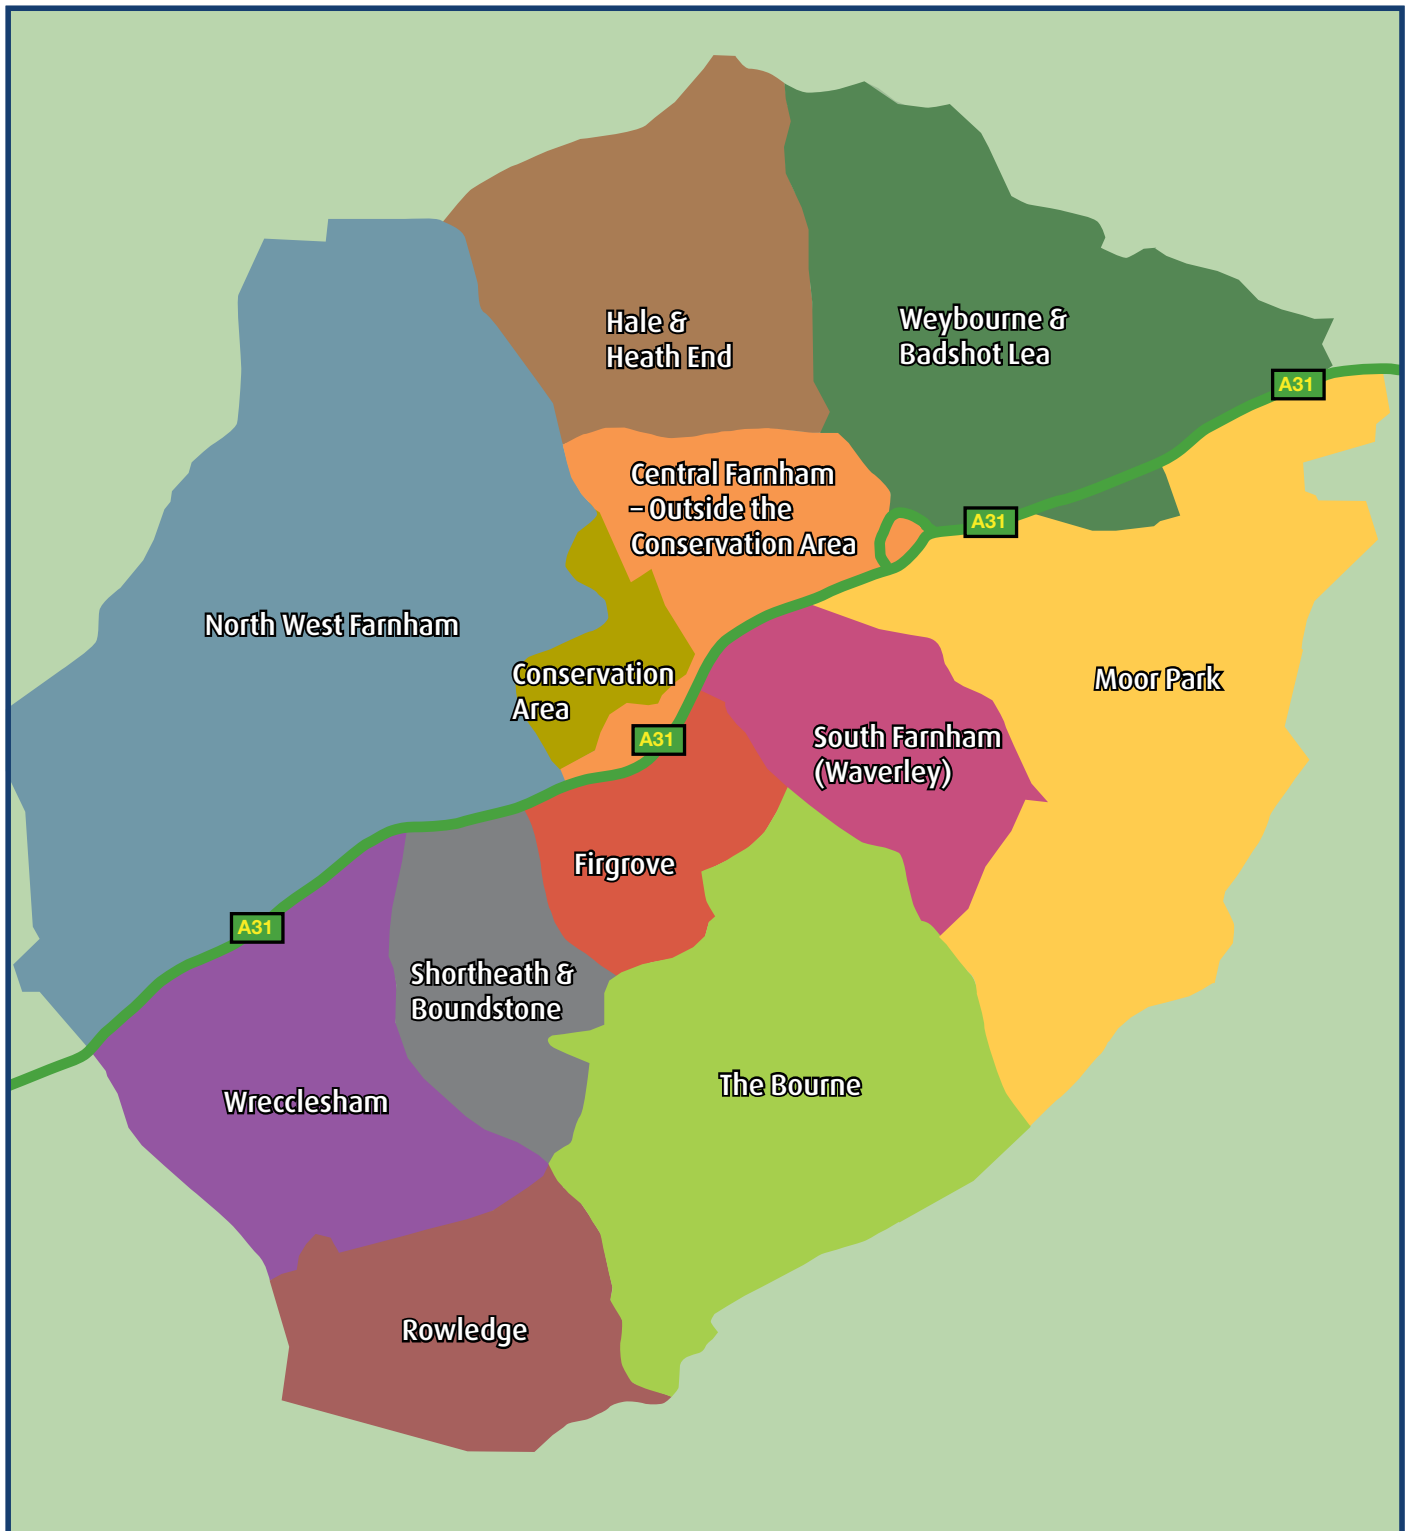 Hale &
Heath End
Weybourne &
Badshot Lea
A31
Central Farnham
– Outside the
Conservation Area
A31
North West Farnham
Conservation
Area
Moor Park
A31
South Farnham
(Waverley)
Firgrove
A31
Shortheath &
Boundstone
The Bourne
Wrecclesham
Rowledge